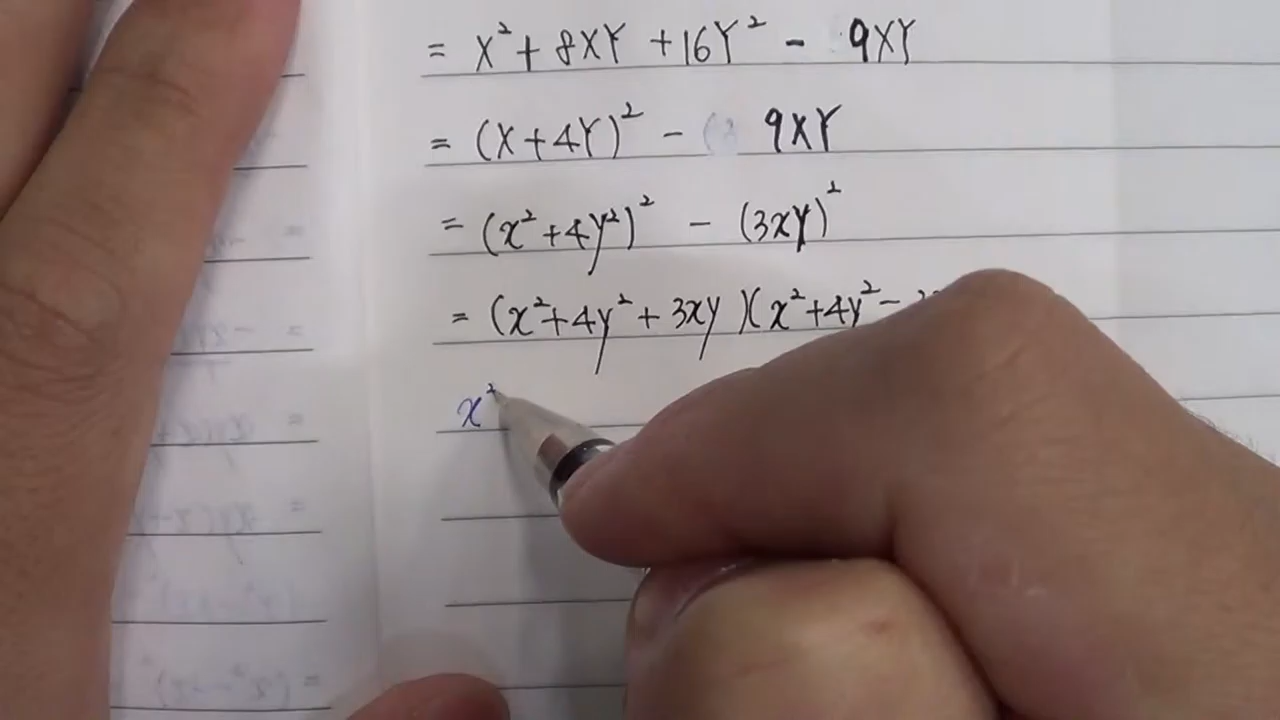 = X² + 8XY + 16Y² - 9XY
= (X + 4Y)² - 9XY
= (x² + 4y²)² - (3xy)²
= (x² + 4y² + 3xy)(x² + 4y² -
x²